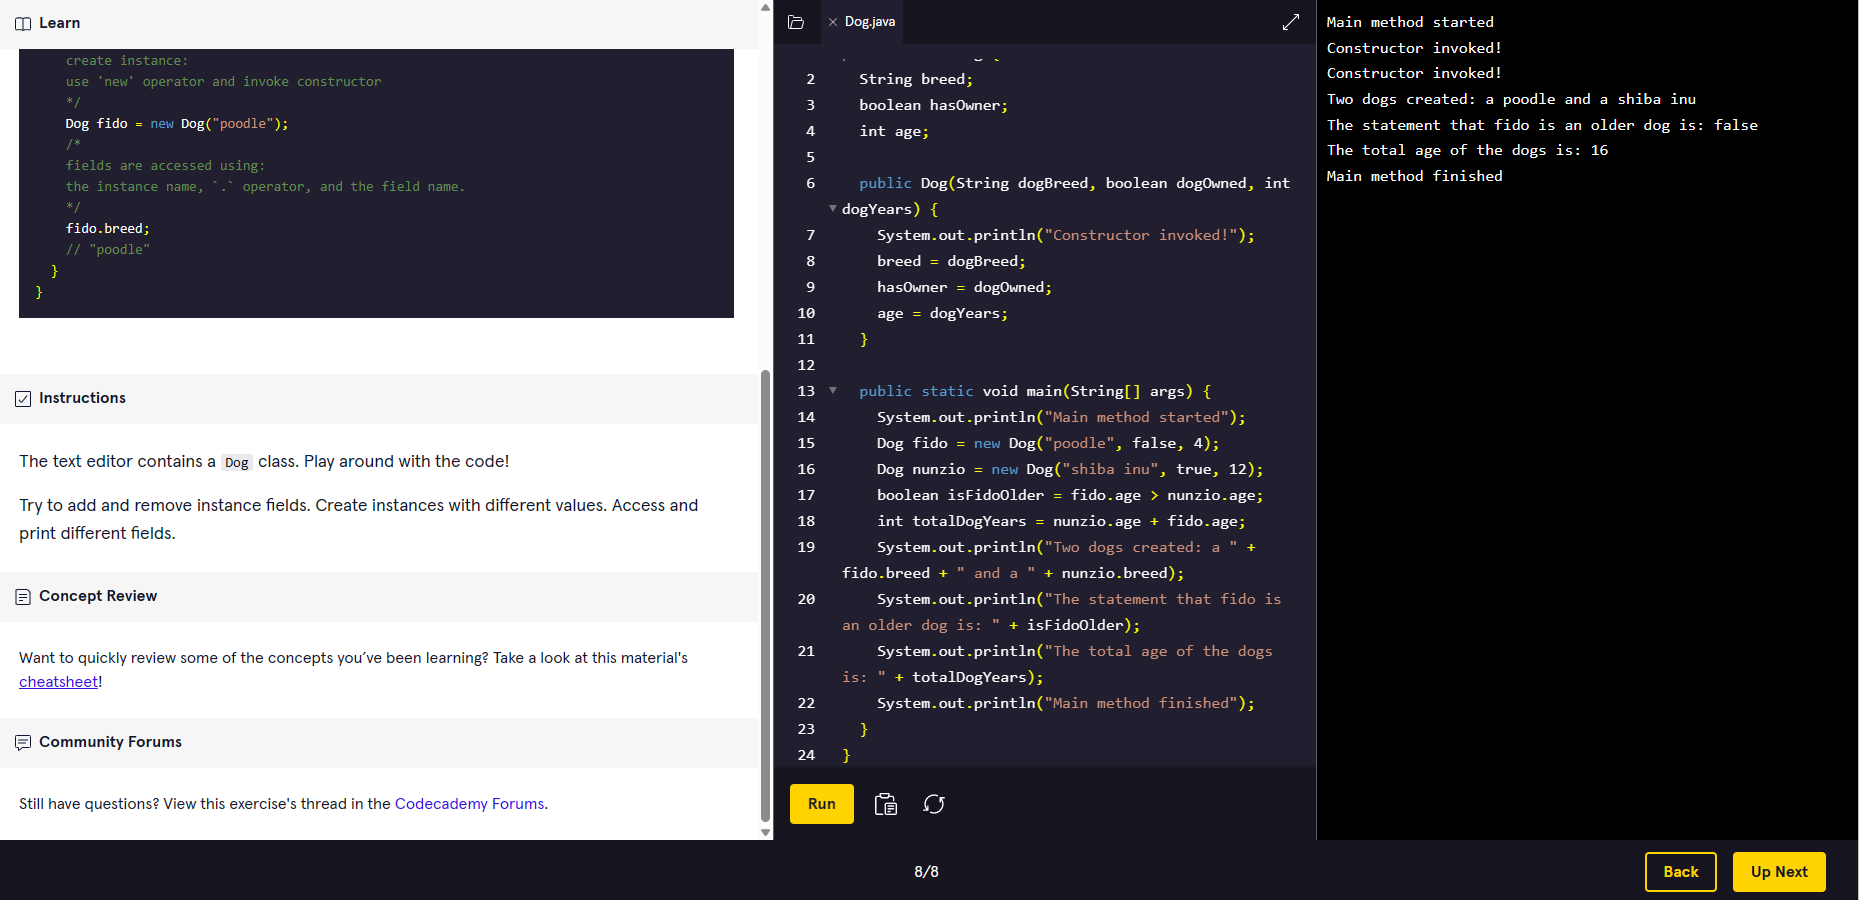 Learn
create instance:
use 'new' operator and invoke constructor
*/
Dog fido = new Dog("poodle");
/*
fields are accessed using:
the instance name, `.` operator, and the field name.
*/
fido.breed;
// "poodle"
}
}
Instructions
The text editor contains a Dog class. Play around with the code!
Try to add and remove instance fields. Create instances with different values. Access and
print different fields.
Concept Review
Want to quickly review some of the concepts you’ve been learning? Take a look at this material's
cheatsheet!
Community Forums
Still have questions? View this exercise's thread in the Codecademy Forums.
Dog.java
2 String breed;
3 boolean hasOwner;
4 int age;
5
6 public Dog(String dogBreed, boolean dogOwned, int
dogYears) {
7 System.out.println("Constructor invoked!");
8 breed = dogBreed;
9 hasOwner = dogOwned;
10 age = dogYears;
11 }
12
13 public static void main(String[] args) {
14 System.out.println("Main method started");
15 Dog fido = new Dog("poodle", false, 4);
16 Dog nunzio = new Dog("shiba inu", true, 12);
17 boolean isFidoOlder = fido.age > nunzio.age;
18 int totalDogYears = nunzio.age + fido.age;
19 System.out.println("Two dogs created: a " +
fido.breed + " and a " + nunzio.breed);
20 System.out.println("The statement that fido is
an older dog is: " + isFidoOlder);
21 System.out.println("The total age of the dogs
is: " + totalDogYears);
22 System.out.println("Main method finished");
23 }
24 }
Run
Main method started
Constructor invoked!
Constructor invoked!
Two dogs created: a poodle and a shiba inu
The statement that fido is an older dog is: false
The total age of the dogs is: 16
Main method finished
8/8
Back
Up Next